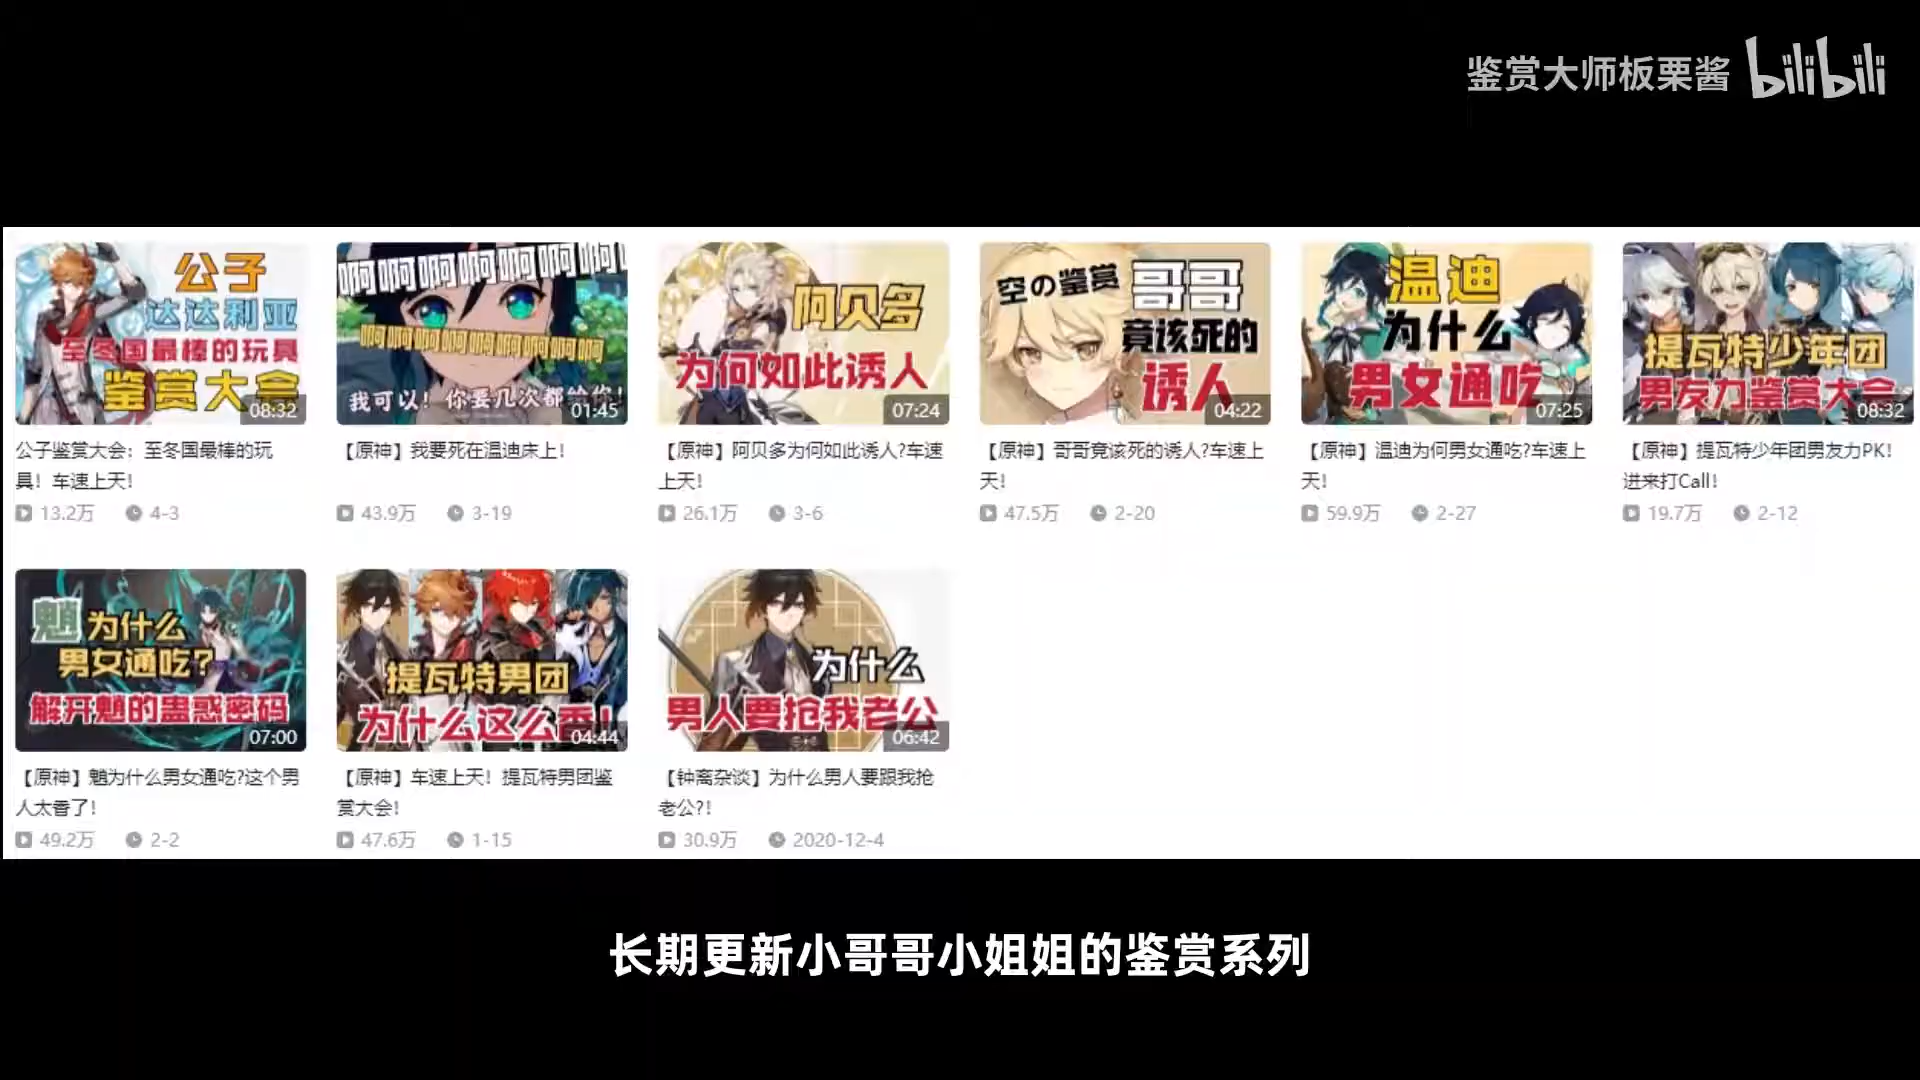 鉴赏大师板栗酱 bilibili
公子
达达利亚
至冬国最棒的玩具
鉴赏大会
08:32
公子鉴赏大会：至冬国最棒的玩
具！车速上天！
13.2万 4-3
啊啊啊啊啊啊啊
啊啊啊啊啊啊啊啊啊
我可以！你要几次都给你！
01:45
【原神】我要死在温迪床上！
43.9万 3-19
阿贝多
为何如此诱人
07:24
【原神】阿贝多为何如此诱人?车速
上天！
26.1万 3-6
空の鉴赏 哥哥
竟该死的
诱人
04:22
【原神】哥哥竟该死的诱人?车速上
天！
47.5万 2-20
温迪
为什么
男女通吃
07:25
【原神】温迪为何男女通吃?车速上
天！
59.9万 2-27
提瓦特少年团
男友力鉴赏大会
08:32
【原神】提瓦特少年团男友力PK！
进来打Call！
19.7万 2-12
魈 为什么
男女通吃?
解开魈的蛊惑密码
07:00
【原神】魈为什么男女通吃?这个男
人太香了！
49.2万 2-2
提瓦特男团
为什么这么香！
04:44
【原神】车速上天！提瓦特男团鉴
赏大会！
47.6万 1-15
为什么
男人要抢我老公
06:42
【钟离杂谈】为什么男人要跟我抢
老公?！
30.9万 2020-12-4
长期更新小哥哥小姐姐的鉴赏系列